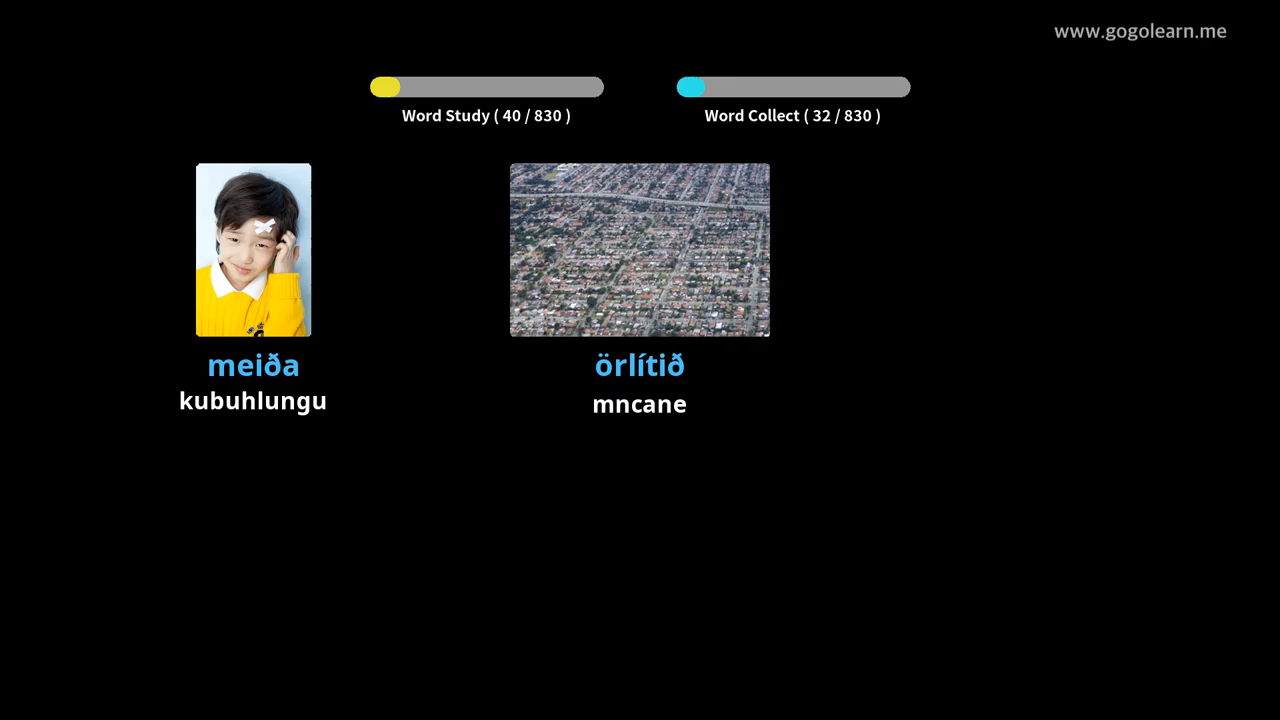 www.gogolearn.me
Word Study ( 40 / 830 )
Word Collect ( 32 / 830 )
meiða
örlítið
kubuhlungu
mncane